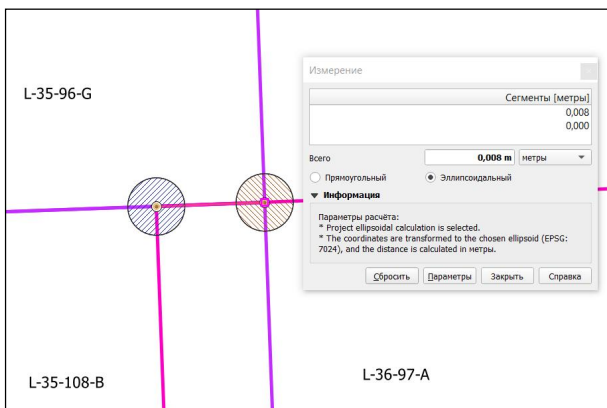 L-35-96-G
L-35-108-B
L-36-97-A
Измерение
Сегменты [метры]
0,008
0,000
Всего
0,008 m
метры
Прямоугольный
Эллипсоидальный
Информация
Параметры расчёта:
* Project ellipsoidal calculation is selected.
* The coordinates are transformed to the chosen ellipsoid (EPSG:
7024), and the distance is calculated in метры.
Сбросить
Параметры
Закрыть
Справка